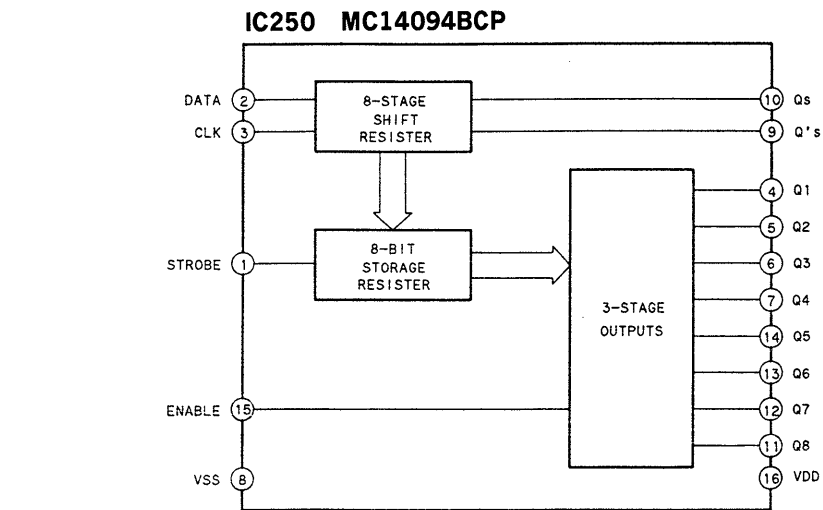 IC250 MC14094BCP
DATA 2
CLK 3
8-STAGE
SHIFT
RESISTER
10 Qs
9 Q's
4 Q1
5 Q2
6 Q3
7 Q4
14 Q5
13 Q6
12 Q7
11 Q8
16 VDD
STROBE 1
8-BIT
STORAGE
RESISTER
3-STAGE
OUTPUTS
ENABLE 15
VSS 8